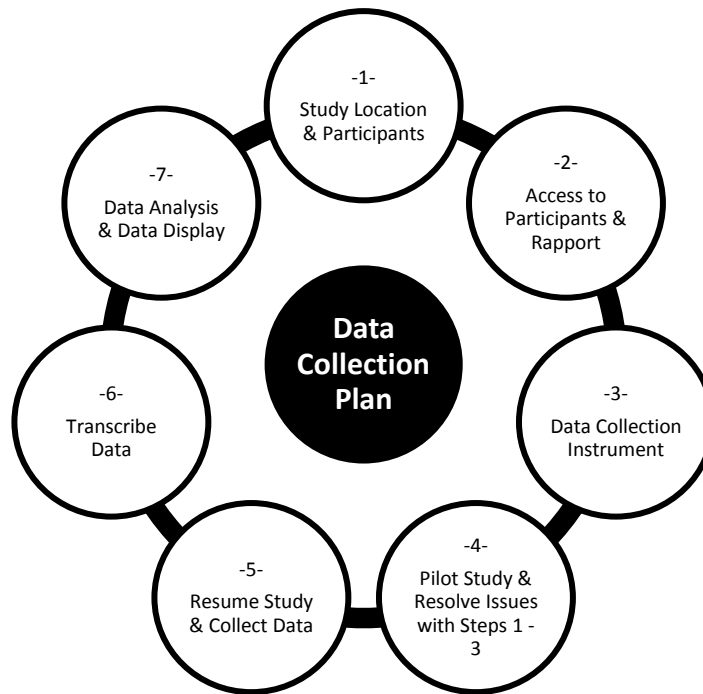 -1-
Study Location
& Participants
-2-
Access to
Participants &
Rapport
-3-
Data Collection
Instrument
-4-
Pilot Study &
Resolve Issues
with Steps 1 -
3
-5-
Resume Study
& Collect Data
-6-
Transcribe
Data
-7-
Data Analysis
& Data Display
Data
Collection
Plan